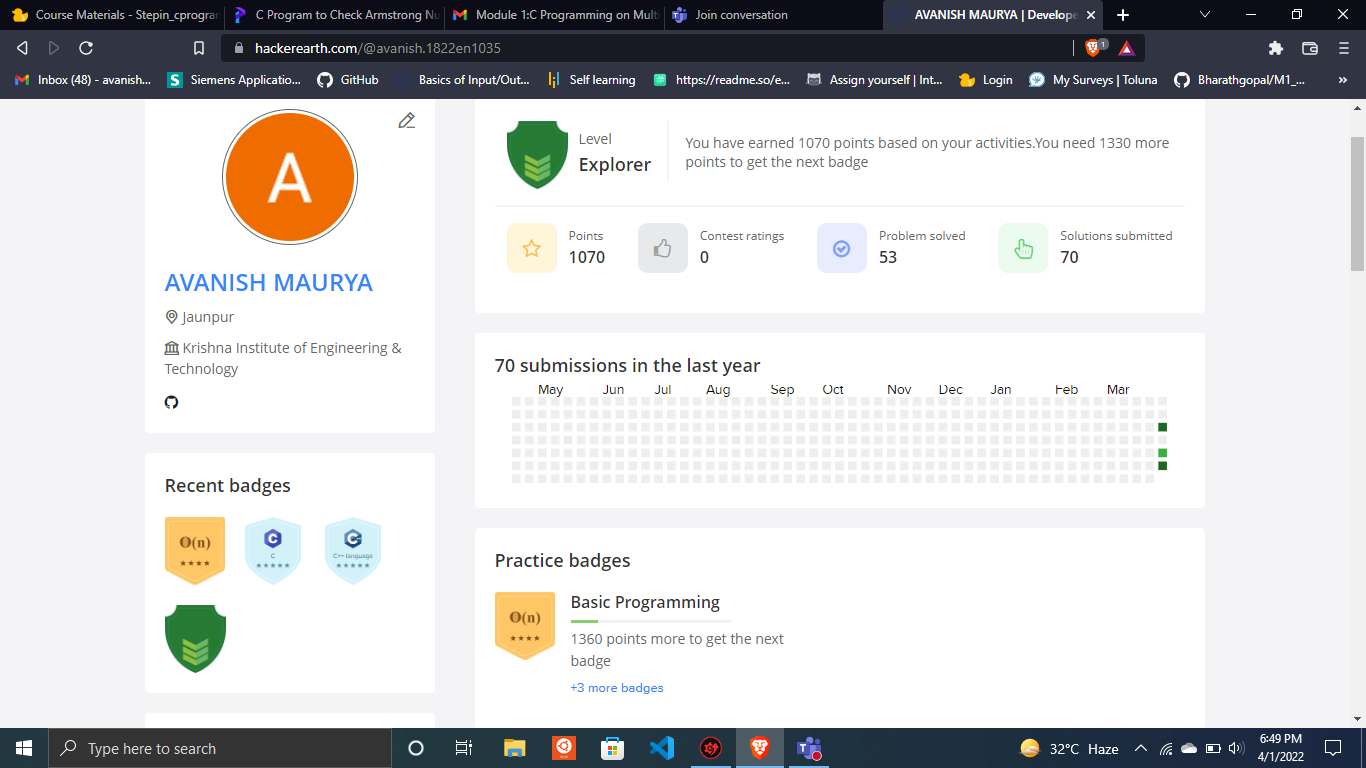 Course Materials - Stepin_cprogra
C Program to Check Armstrong Nu
Module 1:C Programming on Mult
Join conversation
AVANISH MAURYA | Develope
hackerearth.com/@avanish.1822en1035
1
Inbox (48) - avanish...
Siemens Applicatio...
GitHub
Basics of Input/Out...
Self learning
https://readme.so/e...
Assign yourself | Int...
Login
My Surveys | Toluna
Bharathgopal/M1_...
A
AVANISH MAURYA
Jaunpur
Krishna Institute of Engineering &
Technology
Recent badges
O(n)
C
C
C++ language
Level
Explorer
You have earned 1070 points based on your activities.You need 1330 more
points to get the next badge
Points
1070
Contest ratings
0
Problem solved
53
Solutions submitted
70
70 submissions in the last year
May Jun Jul Aug Sep Oct Nov Dec Jan Feb Mar
Practice badges
O(n)
Basic Programming
1360 points more to get the next
badge
+3 more badges
Type here to search
32°C Haze
6:49 PM
4/1/2022